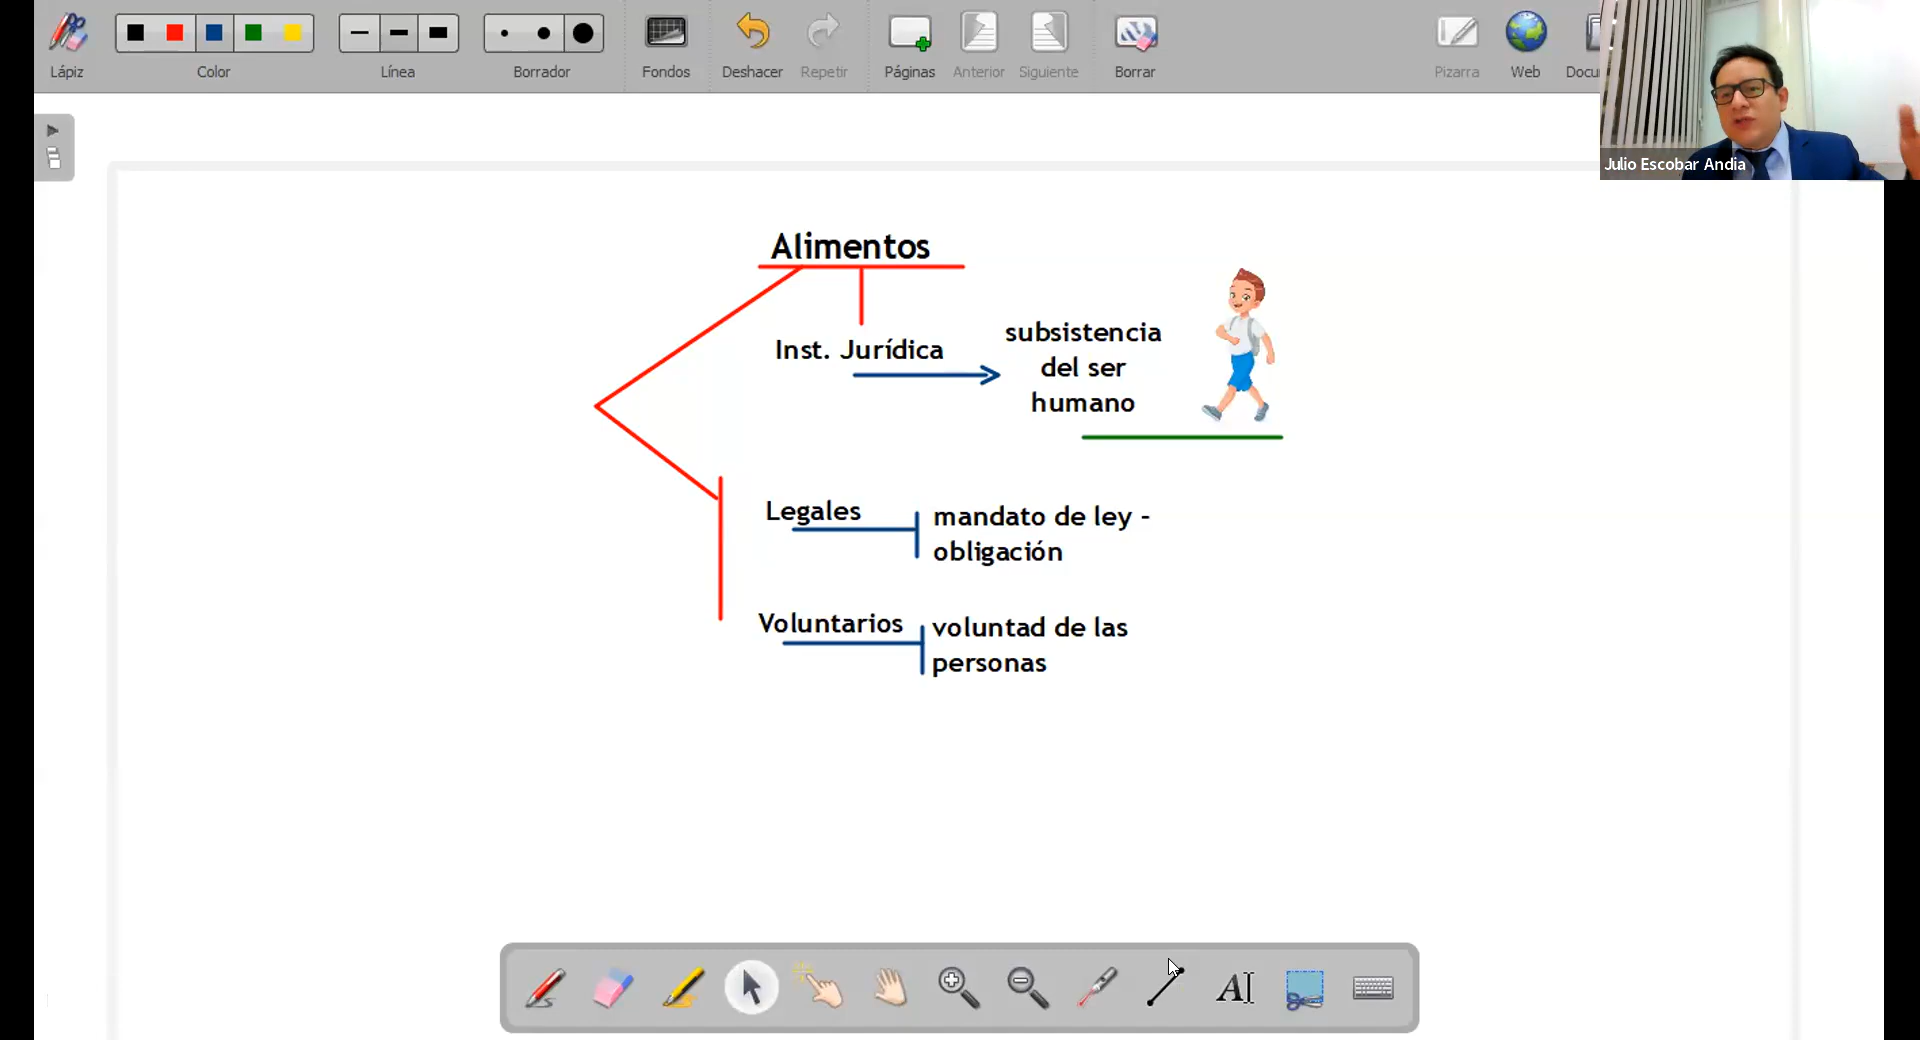 Lápiz
Color
Línea
Borrador
Fondos
Deshacer
Repetir
Páginas
Anterior
Siguiente
Borrar
Pizarra
Web
Julio Escobar Andia
Alimentos
Inst. Jurídica
subsistencia
del ser
humano
Legales
mandato de ley -
obligación
Voluntarios
voluntad de las
personas
AI